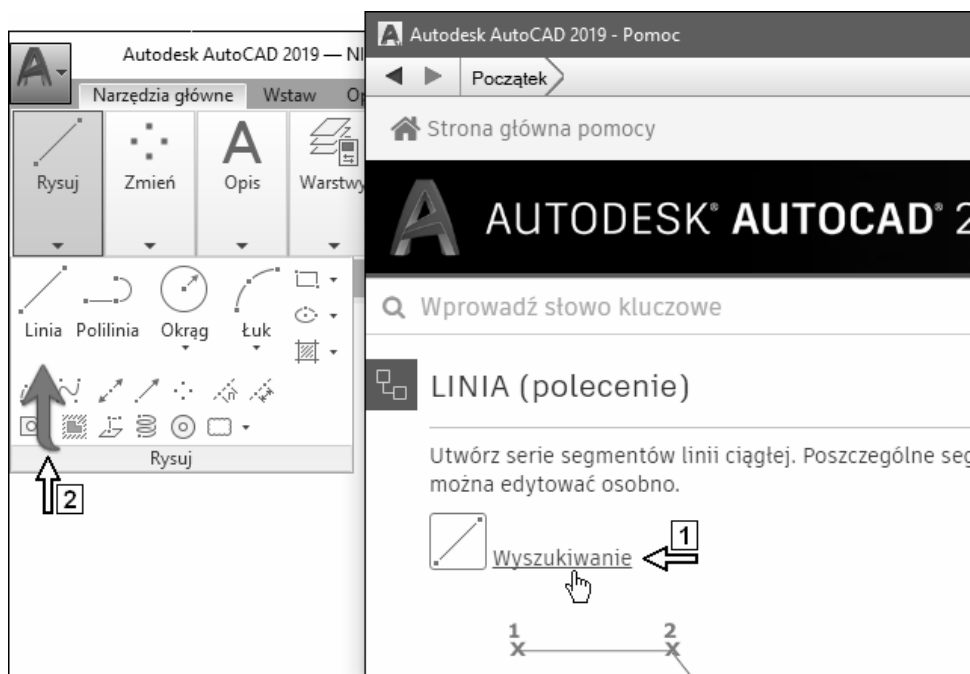 Autodesk AutoCAD 2019 — NI
Narzędzia główne Wstaw Op
Rysuj Zmień Opis Warstwy
Linia Polilinia Okrąg Łuk
Rysuj
2
Autodesk AutoCAD 2019 - Pomoc
Początek
Strona główna pomocy
AUTODESK® AUTOCAD® 2
Wprowadź słowo kluczowe
LINIA (polecenie)
Utwórz serie segmentów linii ciągłej. Poszczególne seg
można edytować osobno.
Wyszukiwanie
1
1 2